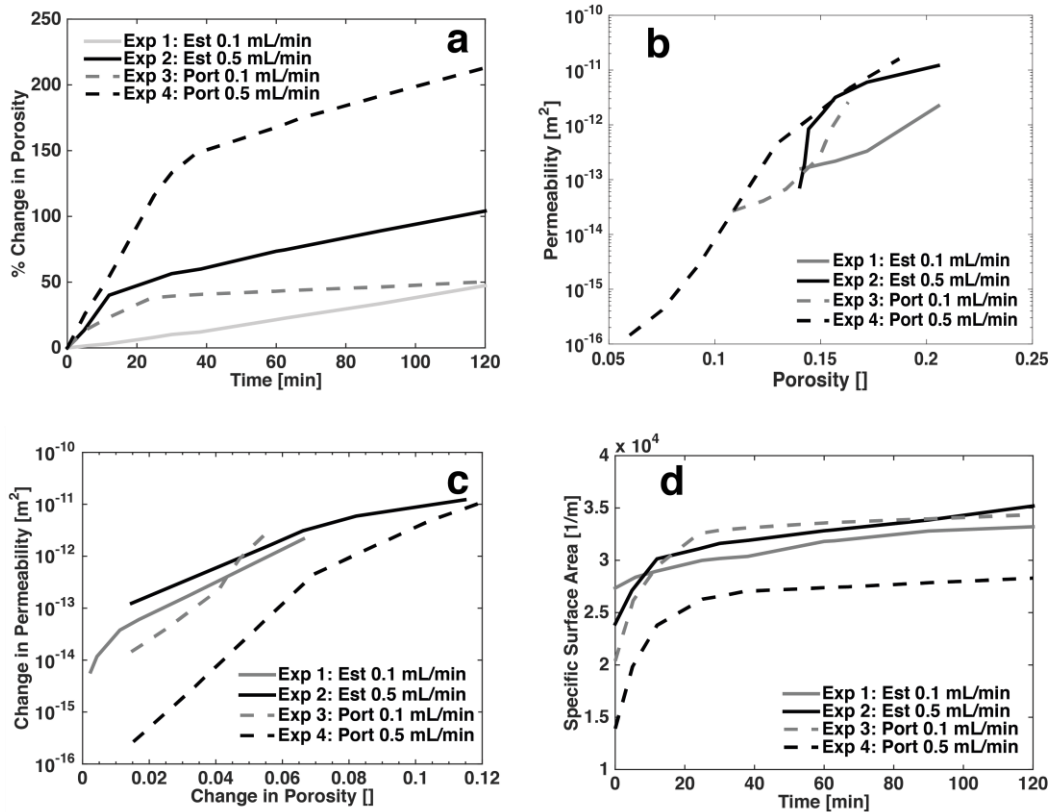 250
200
150
100
50
0
% Change in Porosity
Exp 1: Est 0.1 mL/min
Exp 2: Est 0.5 mL/min
Exp 3: Port 0.1 mL/min
Exp 4: Port 0.5 mL/min
a
0 20 40 60 80 100 120
Time [min]
10⁻¹⁰
10⁻¹¹
10⁻¹²
10⁻¹³
10⁻¹⁴
10⁻¹⁵
10⁻¹⁶
Permeability [m²]
b
Exp 1: Est 0.1 mL/min
Exp 2: Est 0.5 mL/min
Exp 3: Port 0.1 mL/min
Exp 4: Port 0.5 mL/min
0.05 0.1 0.15 0.2 0.25
Porosity []
10⁻¹⁰
10⁻¹¹
10⁻¹²
10⁻¹³
10⁻¹⁴
10⁻¹⁵
10⁻¹⁶
Change in Permeability [m²]
c
Exp 1: Est 0.1 mL/min
Exp 2: Est 0.5 mL/min
Exp 3: Port 0.1 mL/min
Exp 4: Port 0.5 mL/min
0 0.02 0.04 0.06 0.08 0.1 0.12
Change in Porosity []
x 10⁴
4
3.5
3
2.5
2
1.5
1
Specific Surface Area [1/m]
d
Exp 1: Est 0.1 mL/min
Exp 2: Est 0.5 mL/min
Exp 3: Port 0.1 mL/min
Exp 4: Port 0.5 mL/min
0 20 40 60 80 100 120
Time [min]